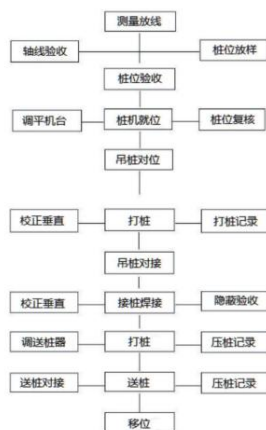 测量放线
轴线验收
桩位放样
桩位验收
调平机台
桩机就位
桩位复核
吊桩对位
校正垂直
打桩
打桩记录
吊桩对接
校正垂直
接桩焊接
隐蔽验收
调送桩器
打桩
压桩记录
送桩对接
送桩
压桩记录
移位